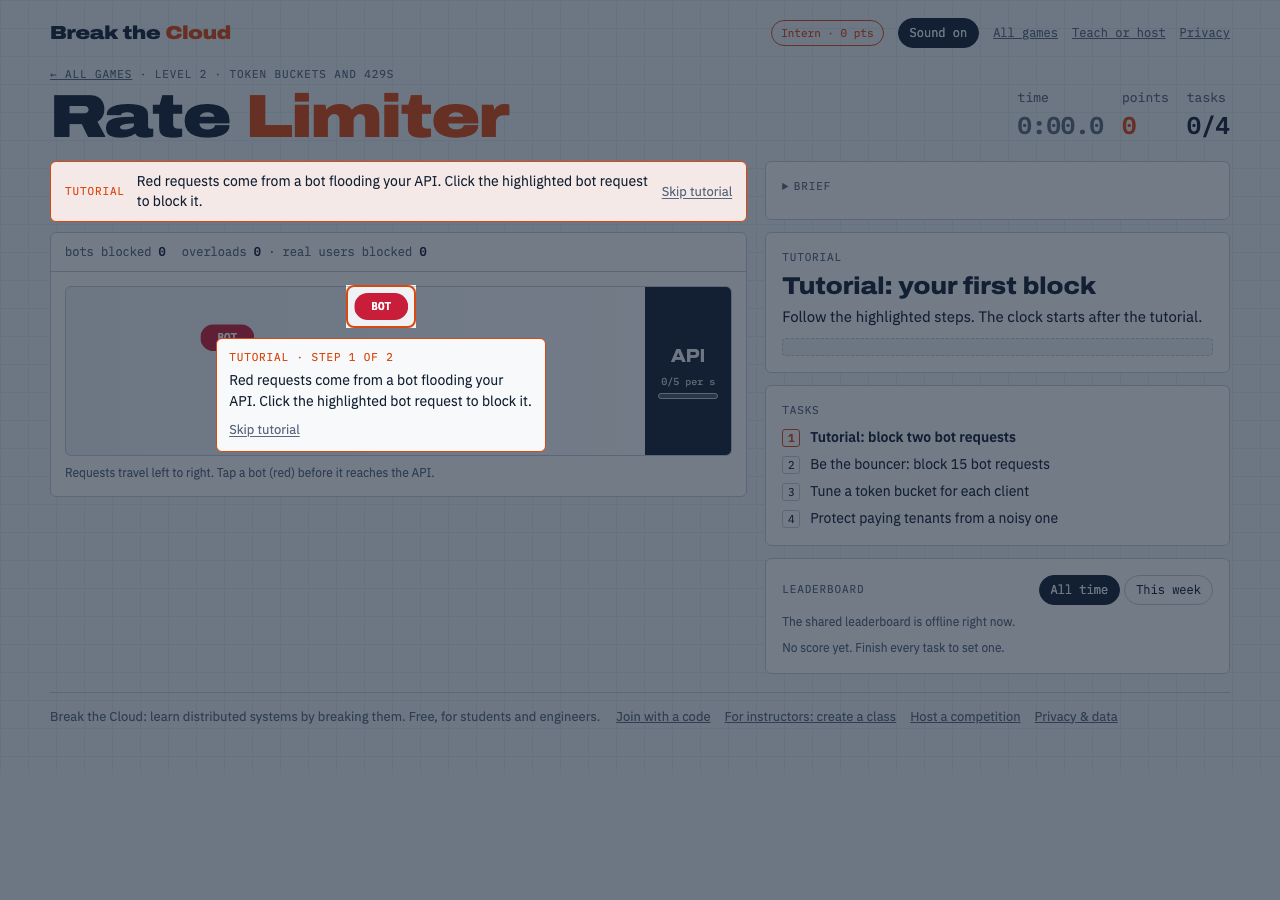 Break the Cloud
Intern · 0 pts
Sound on
All games
Teach or host
Privacy
← ALL GAMES · LEVEL 2 · TOKEN BUCKETS AND 429S
Rate Limiter
time
points
tasks
0:00.0
0
0/4
TUTORIAL
Red requests come from a bot flooding your API. Click the highlighted bot request
to block it.
Skip tutorial
bots blocked 0 overloads 0 · real users blocked 0
BOT
BOT
API
0/5 per s
TUTORIAL · STEP 1 OF 2
Red requests come from a bot flooding your
API. Click the highlighted bot request to block it.
Skip tutorial
Requests travel left to right. Tap a bot (red) before it reaches the API.
BRIEF
TUTORIAL
Tutorial: your first block
Follow the highlighted steps. The clock starts after the tutorial.
TASKS
1 Tutorial: block two bot requests
2 Be the bouncer: block 15 bot requests
3 Tune a token bucket for each client
4 Protect paying tenants from a noisy one
LEADERBOARD
All time
This week
The shared leaderboard is offline right now.
No score yet. Finish every task to set one.
Break the Cloud: learn distributed systems by breaking them. Free, for students and engineers.
Join with a code
For instructors: create a class
Host a competition
Privacy & data